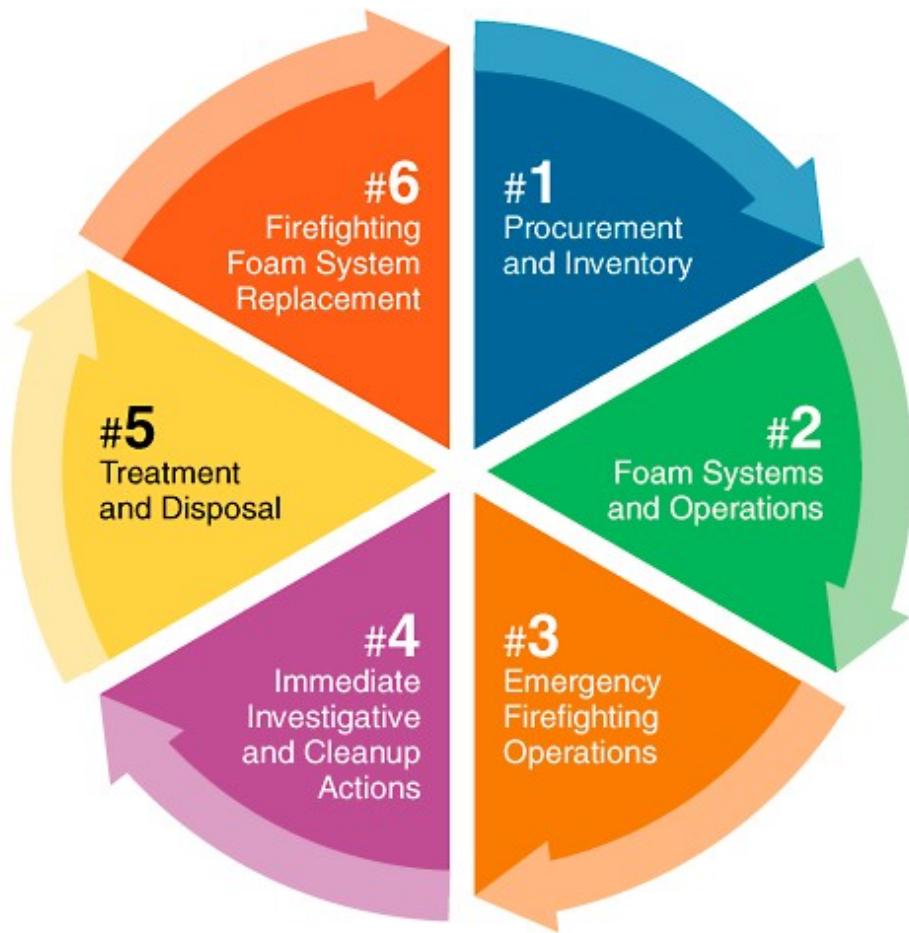 #1
Procurement
and Inventory
#2
Foam Systems
and Operations
#3
Emergency
Firefighting
Operations
#4
Immediate
Investigative
and Cleanup
Actions
#5
Treatment
and Disposal
#6
Firefighting
Foam System
Replacement